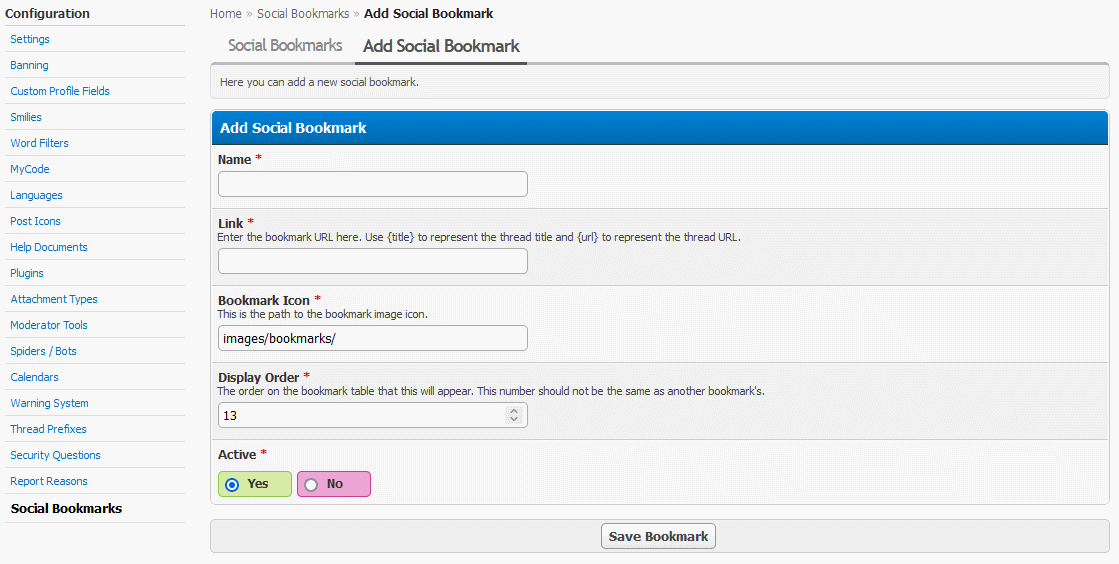 Configuration
Settings
Banning
Custom Profile Fields
Smilies
Word Filters
MyCode
Languages
Post Icons
Help Documents
Plugins
Attachment Types
Moderator Tools
Spiders / Bots
Calendars
Warning System
Thread Prefixes
Security Questions
Report Reasons
Social Bookmarks
Home » Social Bookmarks » Add Social Bookmark
Social Bookmarks Add Social Bookmark
Here you can add a new social bookmark.
Add Social Bookmark
Name *
Link *
Enter the bookmark URL here. Use {title} to represent the thread title and {url} to represent the thread URL.
Bookmark Icon *
This is the path to the bookmark image icon.
images/bookmarks/
Display Order *
The order on the bookmark table that this will appear. This number should not be the same as another bookmark's.
13
Active *
Yes No
Save Bookmark